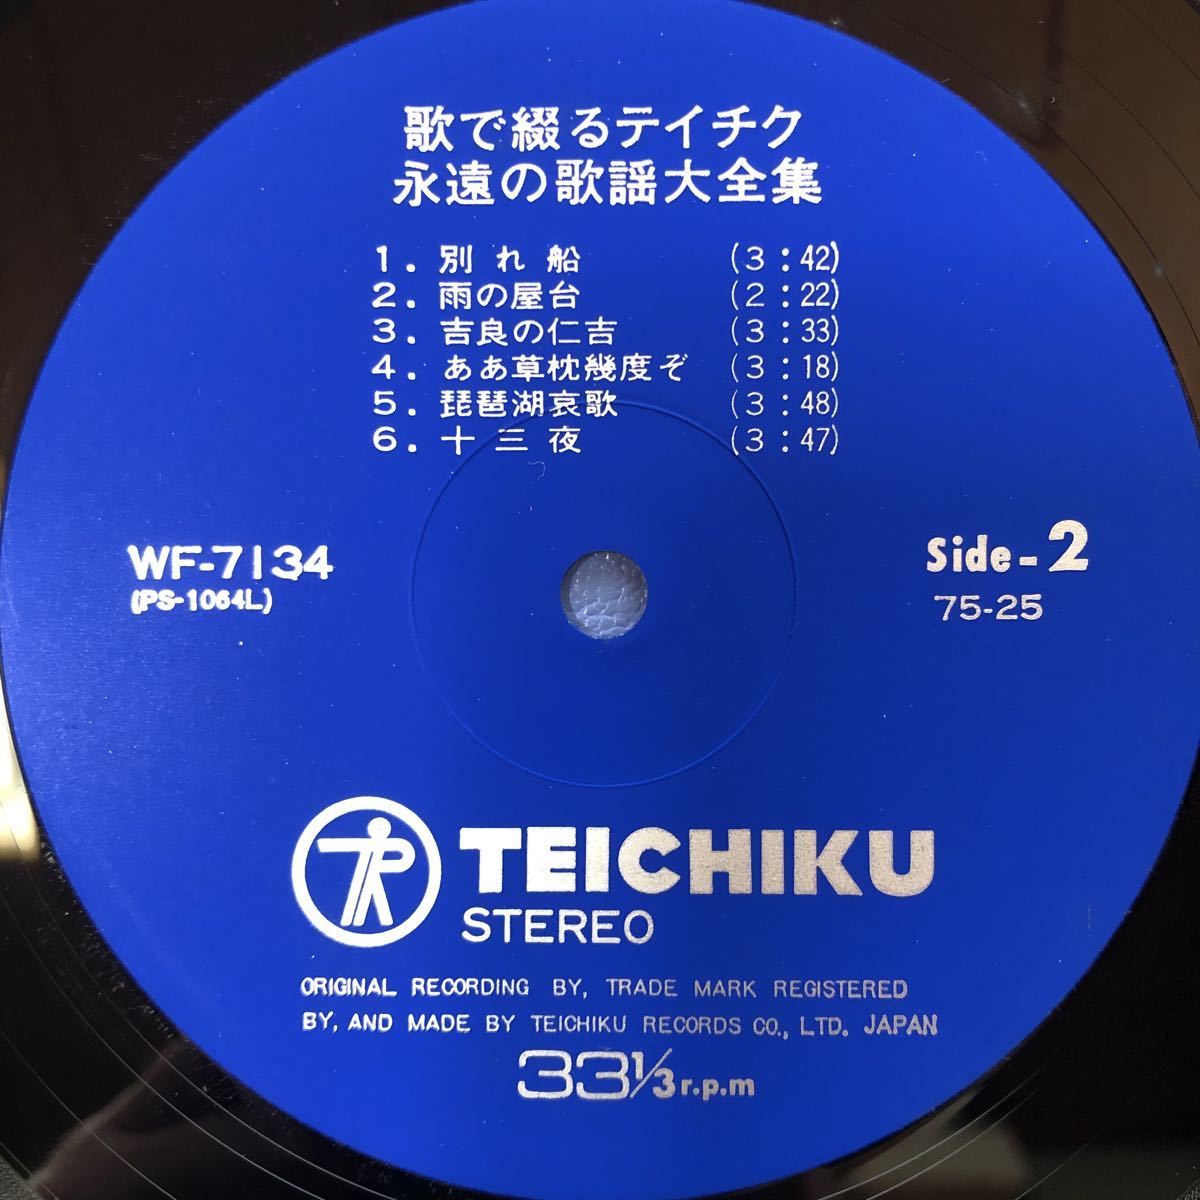 歌で綴るテイチク
永遠の歌謡大全集
1. 別れ船 (3:42)
2. 雨の屋台 (2:22)
3. 吉良の仁吉 (3:33)
4. ああ草枕幾度ぞ (3:18)
5. 琵琶湖哀歌 (3:48)
6. 十三夜 (3:47)
WF-7134
(PS-1064L)
Side-2
75-25
TEICHIKU
STEREO
ORIGINAL RECORDING BY, TRADE MARK REGISTERED
BY, AND MADE BY TEICHIKU RECORDS CO., LTD. JAPAN
33 1/3 r.p.m